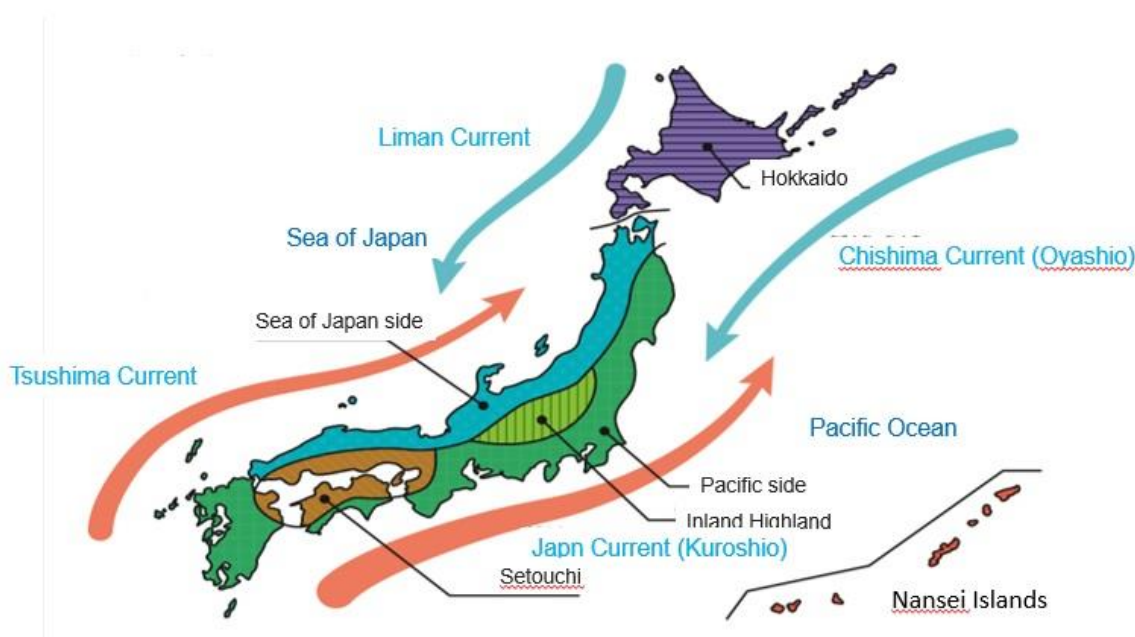 Liman Current
Hokkaido
Sea of Japan
Chishima Current (Oyashio)
Sea of Japan side
Tsushima Current
Pacific Ocean
Pacific side
Inland Highland
Japn Current (Kuroshio)
Setouchi
Nansei Islands